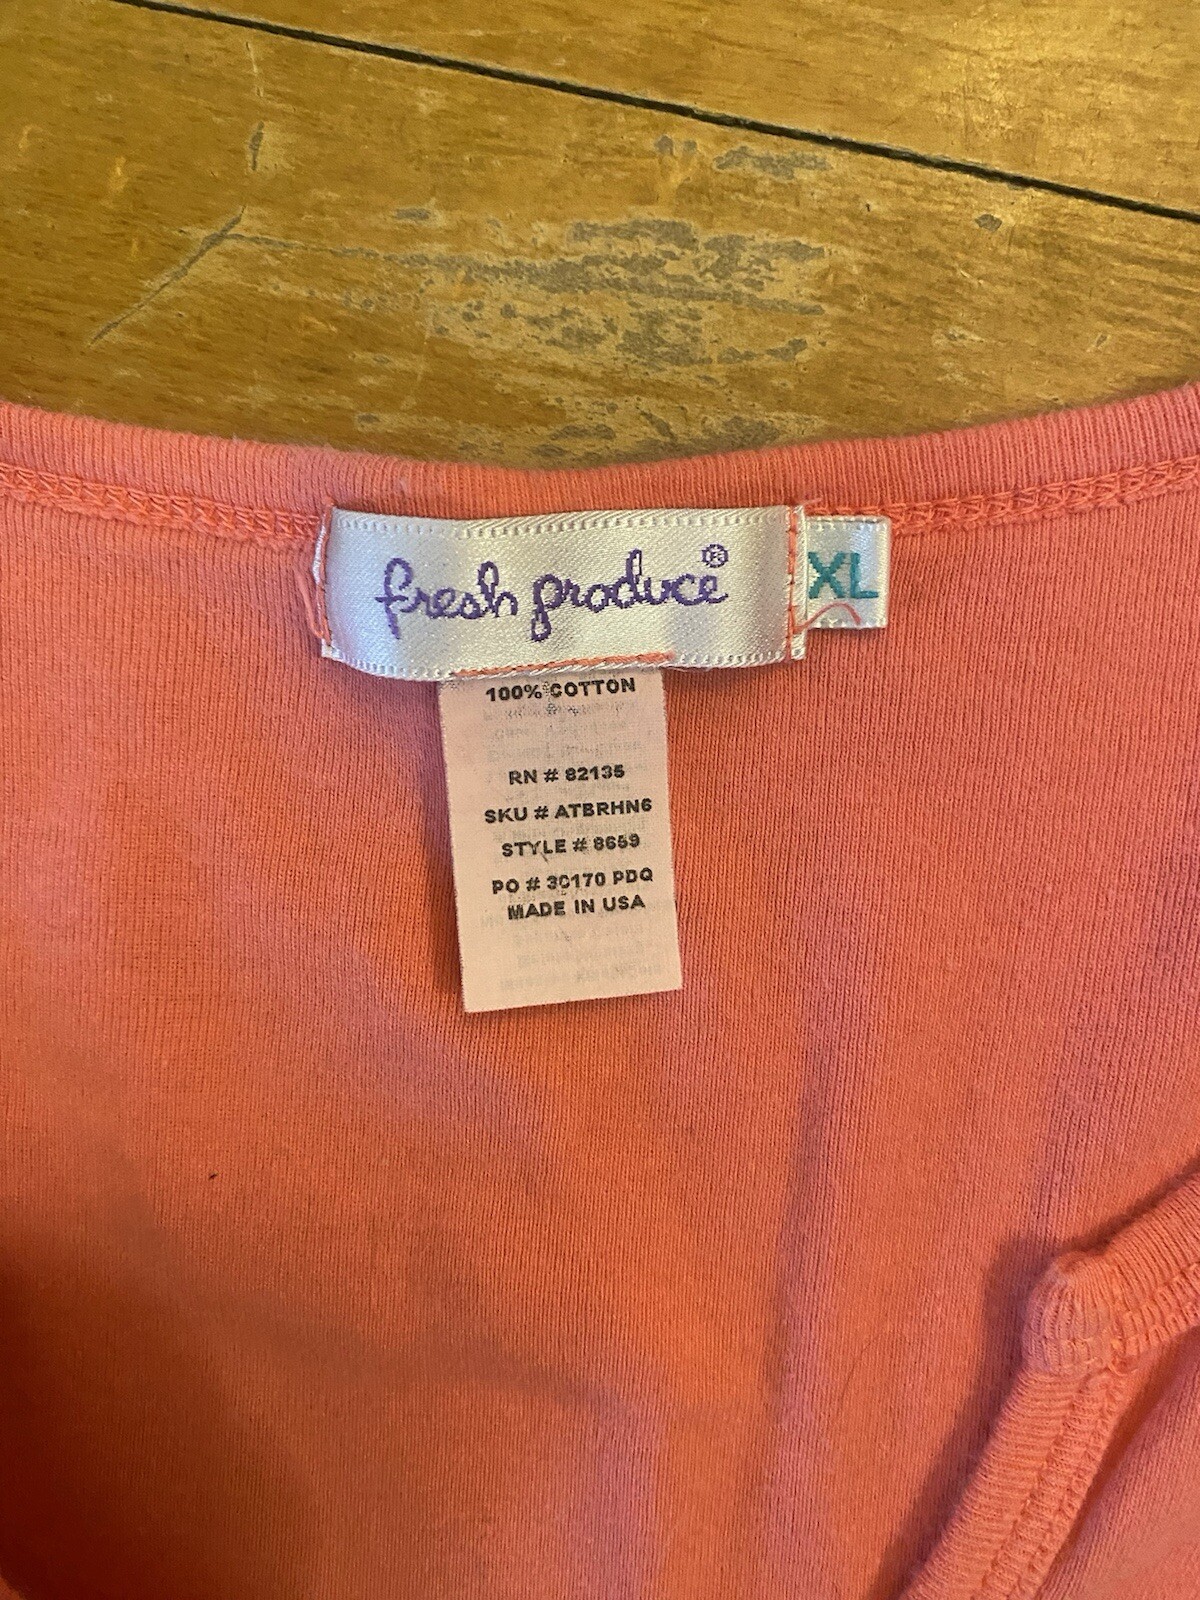 fresh produce®
XL
100% COTTON
RN # 82135
SKU # ATBRHN6
STYLE # 8659
PO # 30170 PDQ
MADE IN USA